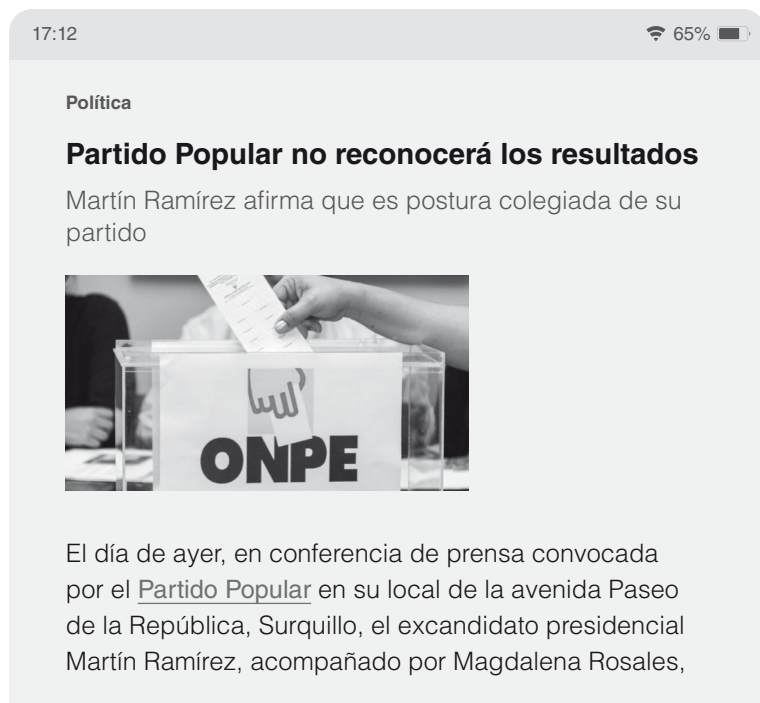 17:12
65%
Política
Partido Popular no reconocerá los resultados
Martín Ramírez afirma que es postura colegiada de su
partido
ONPE
El día de ayer, en conferencia de prensa convocada
por el Partido Popular en su local de la avenida Paseo
de la República, Surquillo, el excandidato presidencial
Martín Ramírez, acompañado por Magdalena Rosales,